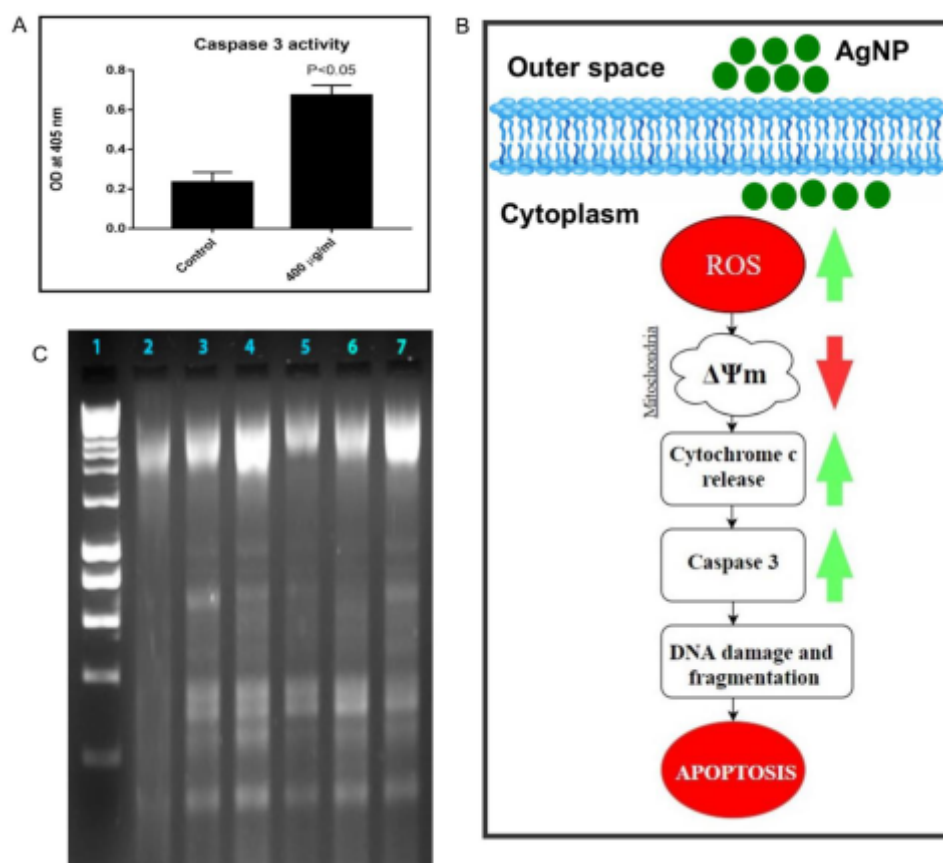 A
Caspase 3 activity
P<0.05
OD at 405 nm
0.8
0.6
0.4
0.2
0.0
Control
400 µg/ml
B
AgNP
Outer space
Cytoplasm
ROS
Mitochondria
ΔΨm
Cytochrome c
release
Caspase 3
DNA damage and
fragmentation
APOPTOSIS
C
1 2 3 4 5 6 7